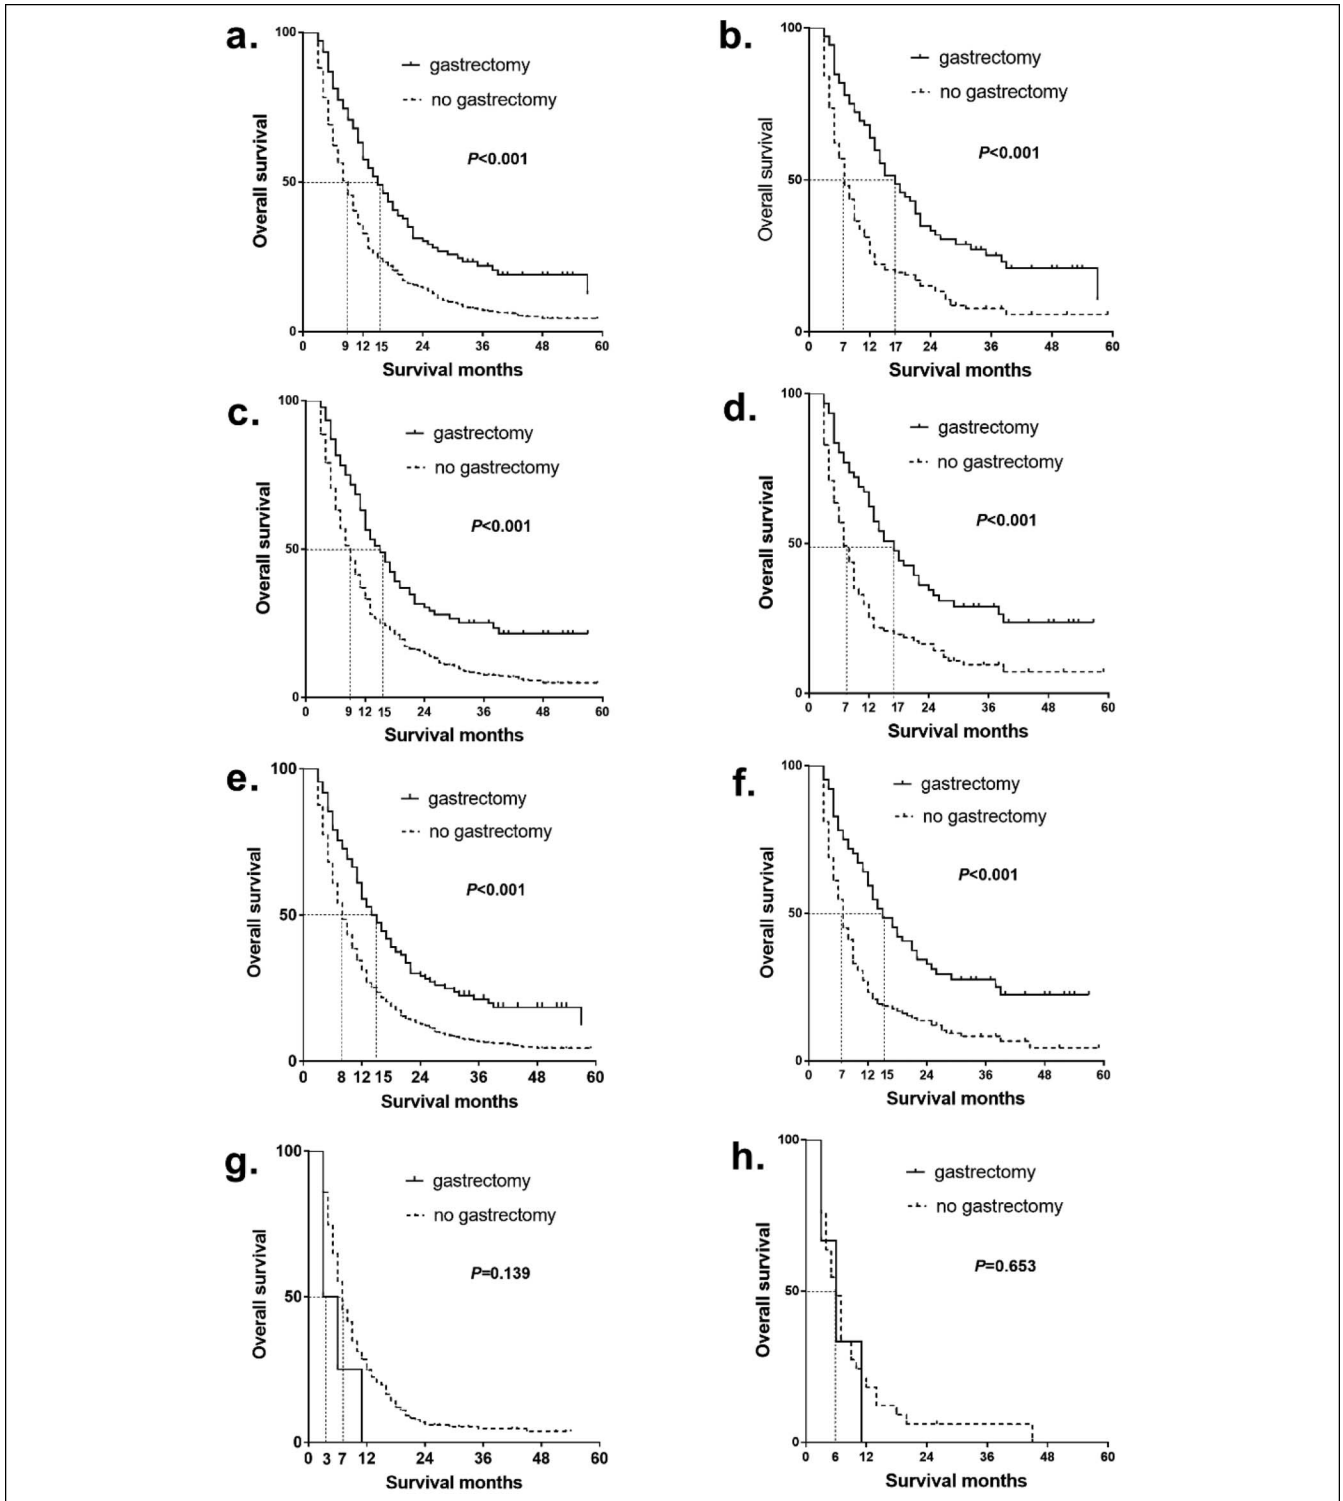 a.
100
gastrectomy
no gastrectomy
P<0.001
50
Overall survival
0
0 9 12 15 24 36 48 60
Survival months
b.
100
gastrectomy
no gastrectomy
P<0.001
50
Overall survival
0
0 7 12 17 24 36 48 60
Survival months
c.
100
gastrectomy
no gastrectomy
P<0.001
50
Overall survival
0
0 9 12 15 24 36 48 60
Survival months
d.
100
gastrectomy
no gastrectomy
P<0.001
50
Overall survival
0
0 7 12 17 24 36 48 60
Survival months
e.
100
gastrectomy
no gastrectomy
P<0.001
50
Overall survival
0
0 8 12 15 24 36 48 60
Survival months
f.
100
gastrectomy
no gastrectomy
P<0.001
50
Overall survival
0
0 7 12 15 24 36 48 60
Survival months
g.
100
gastrectomy
no gastrectomy
P=0.139
50
Overall survival
0
0 3 7 12 24 36 48 60
Survival months
h.
100
gastrectomy
no gastrectomy
P=0.653
50
Overall survival
0
0 6 12 24 36 48 60
Survival months